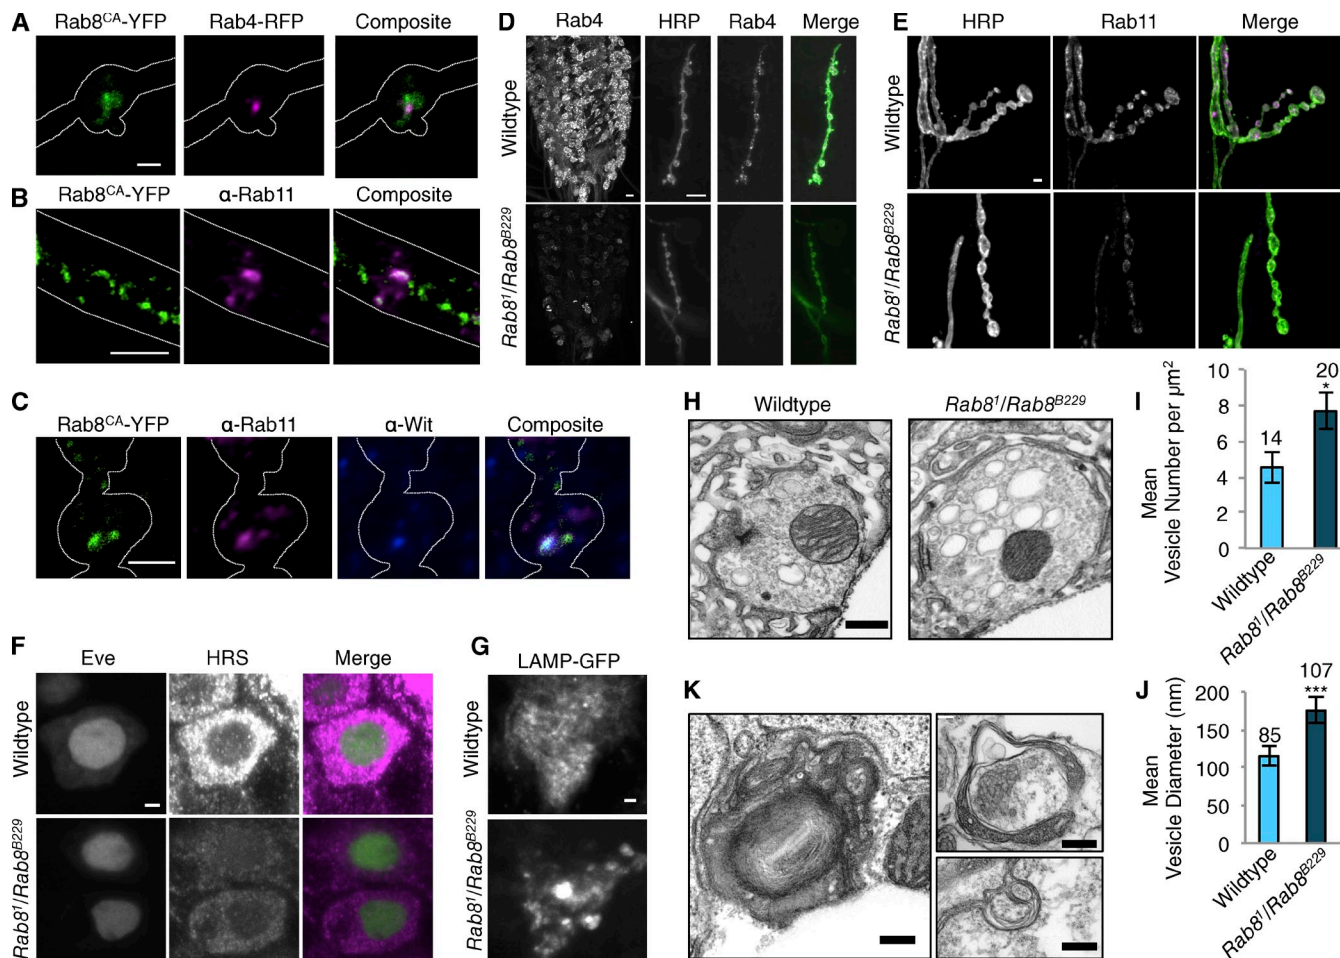 A
Rab8ᶜᴬ-YFP Rab4-RFP Composite
B
Rab8ᶜᴬ-YFP α-Rab11 Composite
C
Rab8ᶜᴬ-YFP α-Rab11 α-Wit Composite
D
Rab4 HRP Rab4 Merge
Wildtype
Rab8¹/Rab8ᴮ²²⁹
E
HRP Rab11 Merge
Wildtype
Rab8¹/Rab8ᴮ²²⁹
F
Eve HRS Merge
Wildtype
Rab8¹/Rab8ᴮ²²⁹
G
LAMP-GFP
Wildtype
Rab8¹/Rab8ᴮ²²⁹
H
Wildtype Rab8¹/Rab8ᴮ²²⁹
I
Mean
Vesicle Number per µm²
10
8
6
4
2
0
14
20
*
Wildtype
Rab8¹/Rab8ᴮ²²⁹
J
Mean
Vesicle Diameter (nm)
200
150
100
50
0
85
107
***
Wildtype
Rab8¹/Rab8ᴮ²²⁹
K